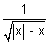 1
√|x| - x